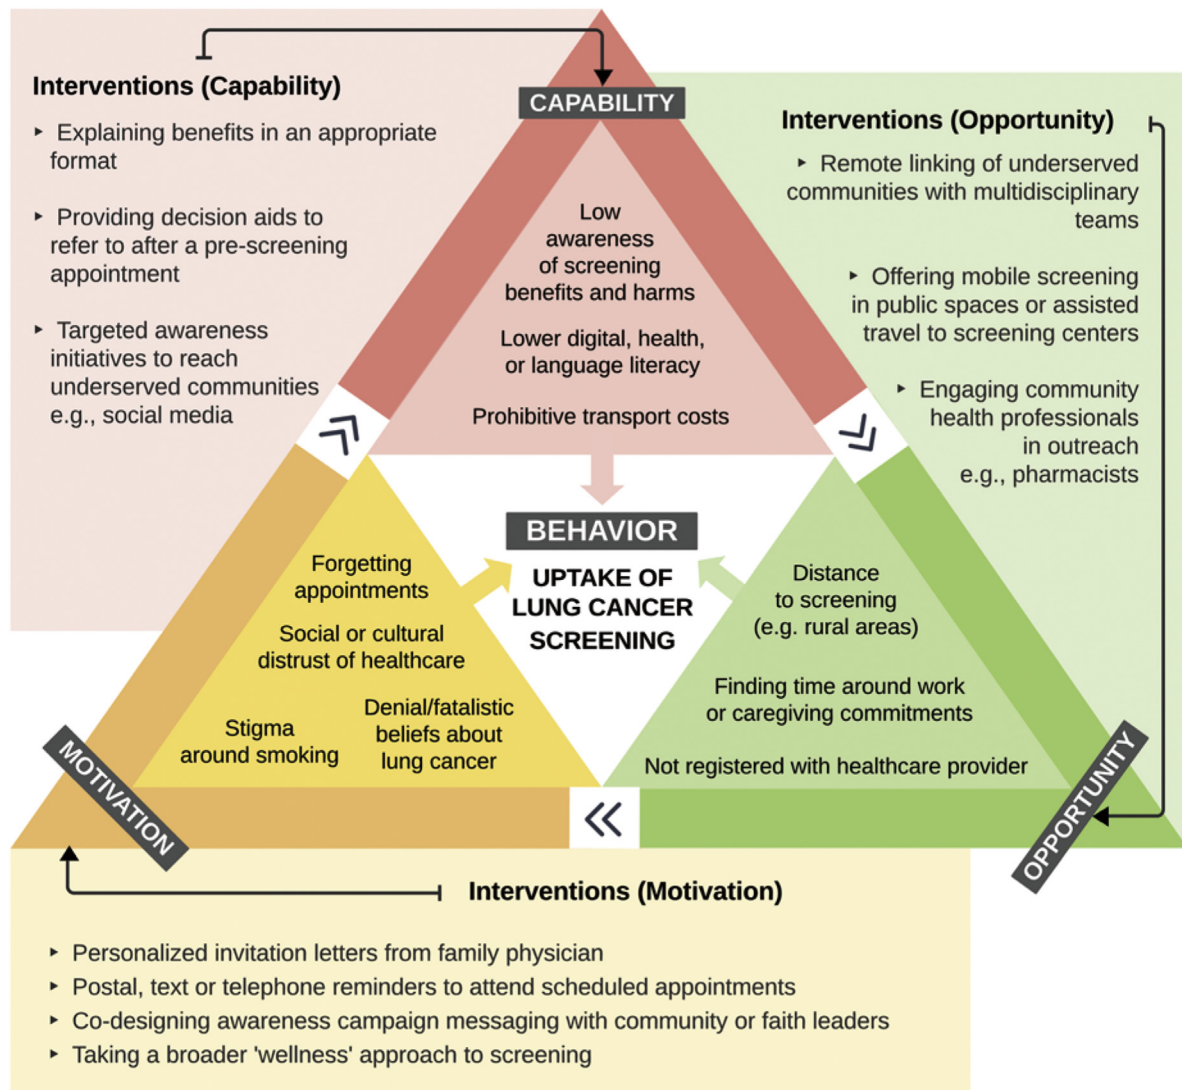 Interventions (Capability)
▸ Explaining benefits in an appropriate
format
▸ Providing decision aids to
refer to after a pre-screening
appointment
▸ Targeted awareness
initiatives to reach
underserved communities
e.g., social media
CAPABILITY
Low
awareness
of screening
benefits and harms
Lower digital, health,
or language literacy
Prohibitive transport costs
Interventions (Opportunity)
▸ Remote linking of underserved
communities with multidisciplinary
teams
▸ Offering mobile screening
in public spaces or assisted
travel to screening centers
▸ Engaging community
health professionals
in outreach
e.g., pharmacists
BEHAVIOR
UPTAKE OF
LUNG CANCER
SCREENING
Forgetting
appointments
Social or cultural
distrust of healthcare
Stigma
around smoking
Denial/fatalistic
beliefs about
lung cancer
MOTIVATION
Distance
to screening
(e.g. rural areas)
Finding time around work
or caregiving commitments
Not registered with healthcare provider
OPPORTUNITY
Interventions (Motivation)
▸ Personalized invitation letters from family physician
▸ Postal, text or telephone reminders to attend scheduled appointments
▸ Co-designing awareness campaign messaging with community or faith leaders
▸ Taking a broader 'wellness' approach to screening